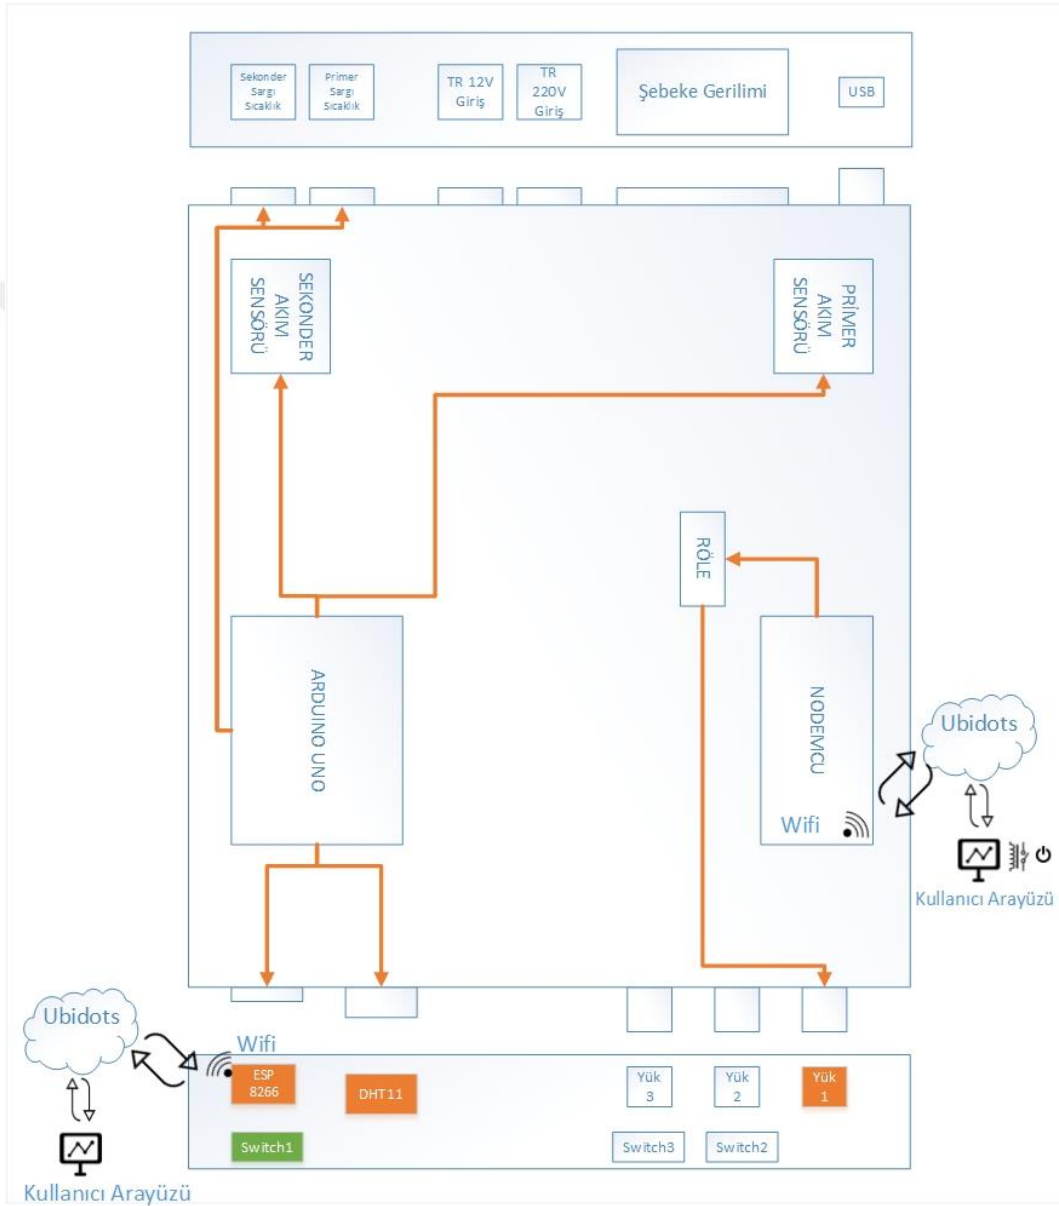 Sekonder
Sargı
Sıcaklık
Primer
Sargı
Sıcaklık
TR 12V
Giriş
TR
220V
Giriş
Şebeke Gerilimi
USB
SEKONDER
AKIM
SENSÖRÜ
PRİMER
AKIM
SENSÖRÜ
RÖLE
ARDUINO UNO
NODEMCU
Wifi
Ubidots
Kullanıcı Arayüzü
Ubidots
Wifi
ESP
8266
DHT11
Yük
3
Yük
2
Yük
1
Switch1
Switch3
Switch2
Kullanıcı Arayüzü